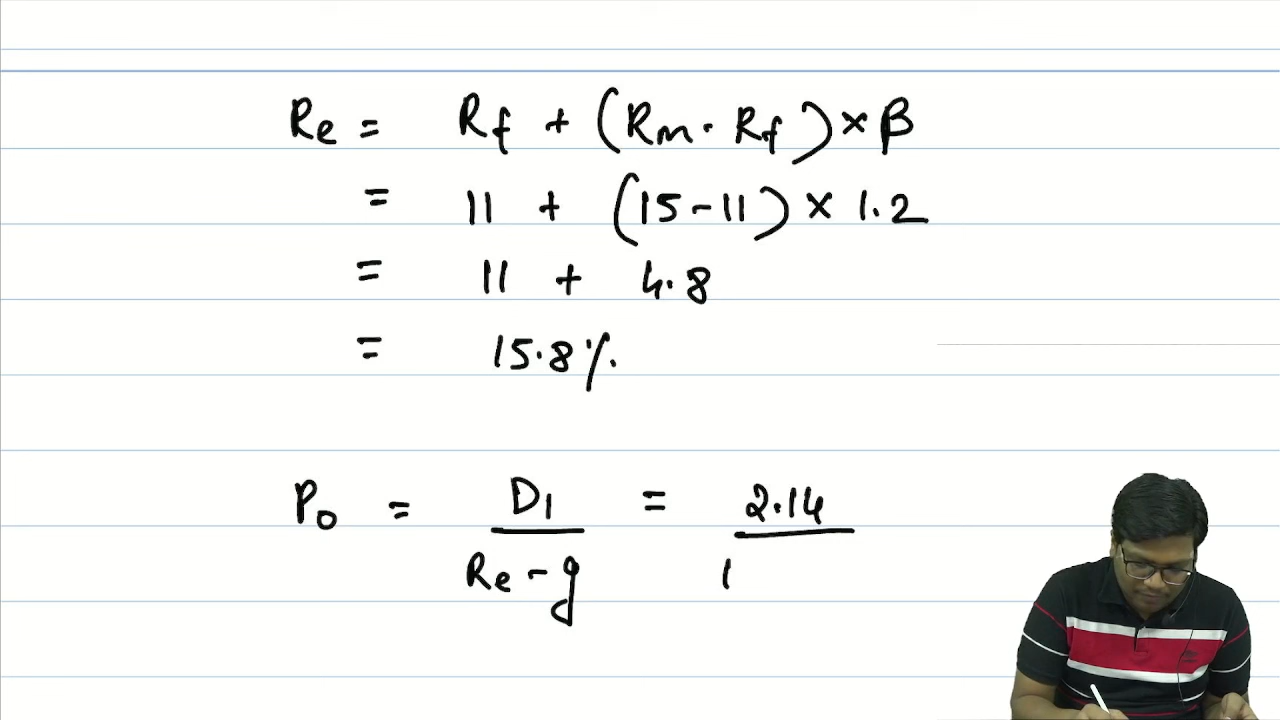 Re = Rf + (Rm - Rf) × β
= 11 + (15 - 11) × 1.2
= 11 + 4.8
= 15.8%
P0 = D1 / Re - g = 2.14 / 1